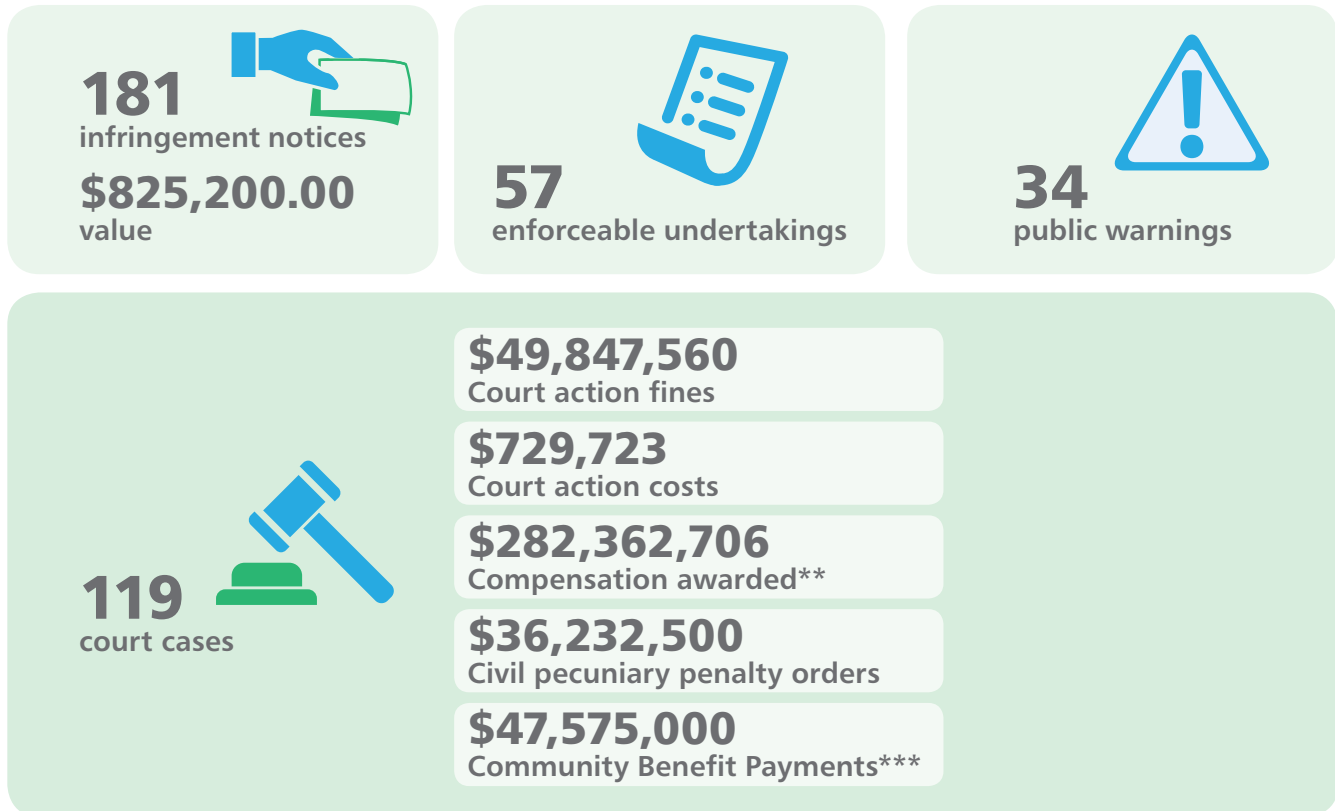 181
infringement notices
$825,200.00
value
57
enforceable undertakings
34
public warnings
119
court cases
$49,847,560
Court action fines
$729,723
Court action costs
$282,362,706
Compensation awarded**
$36,232,500
Civil pecuniary penalty orders
$47,575,000
Community Benefit Payments***